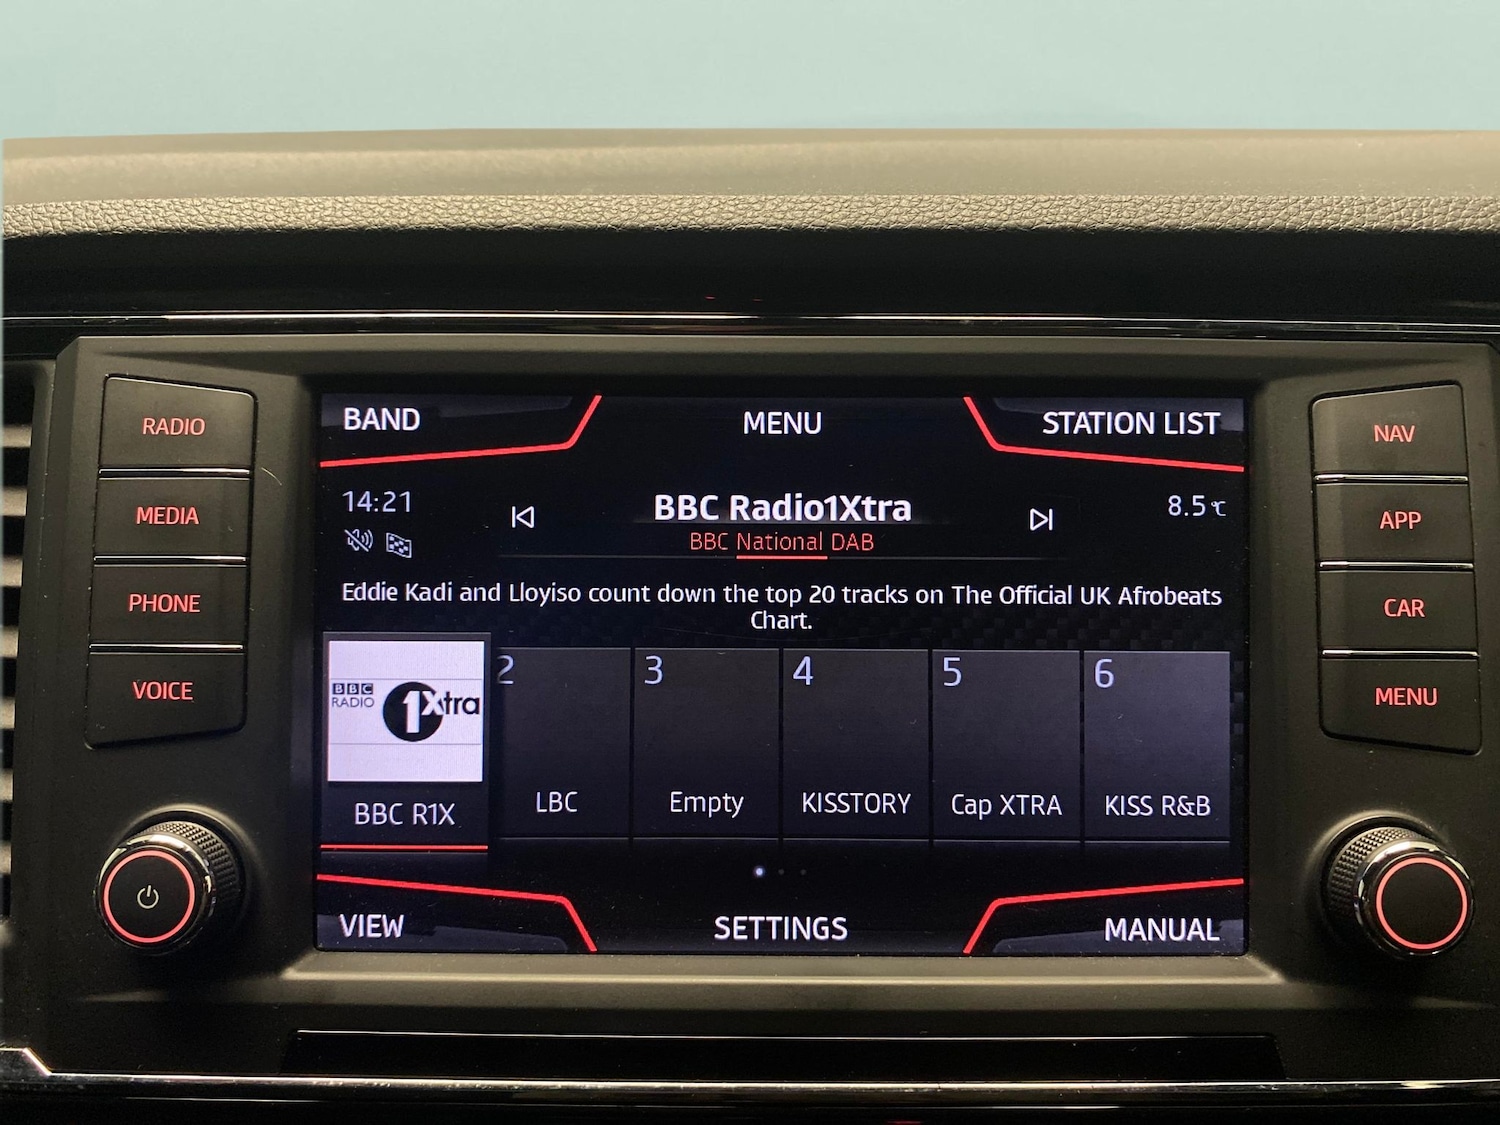 BAND
MENU
STATION LIST
RADIO
MEDIA
PHONE
VOICE
14:21
BBC Radio1Xtra
BBC National DAB
8.5°C
Eddie Kadi and Lloyiso count down the top 20 tracks on The Official UK Afrobeats
Chart.
BBC
RADIO
1Xtra
BBC R1X
2
LBC
3
Empty
4
KISSTORY
5
Cap XTRA
6
KISS R&B
VIEW
SETTINGS
MANUAL
NAV
APP
CAR
MENU